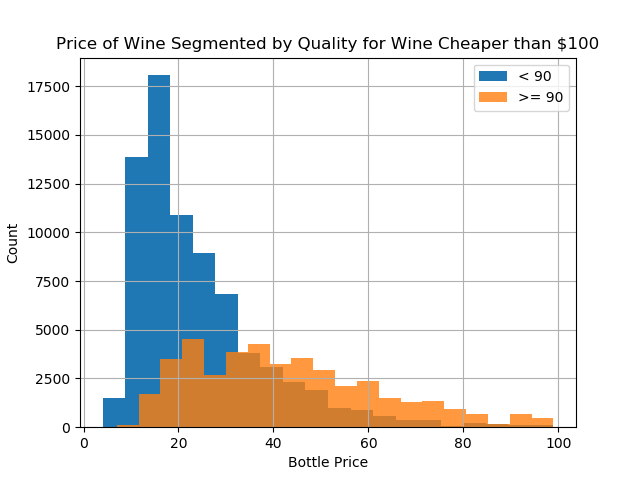 Price of Wine Segmented by Quality for Wine Cheaper than $100
< 90
>= 90
17500
15000
12500
10000
7500
5000
2500
0
Count
0 20 40 60 80 100
Bottle Price